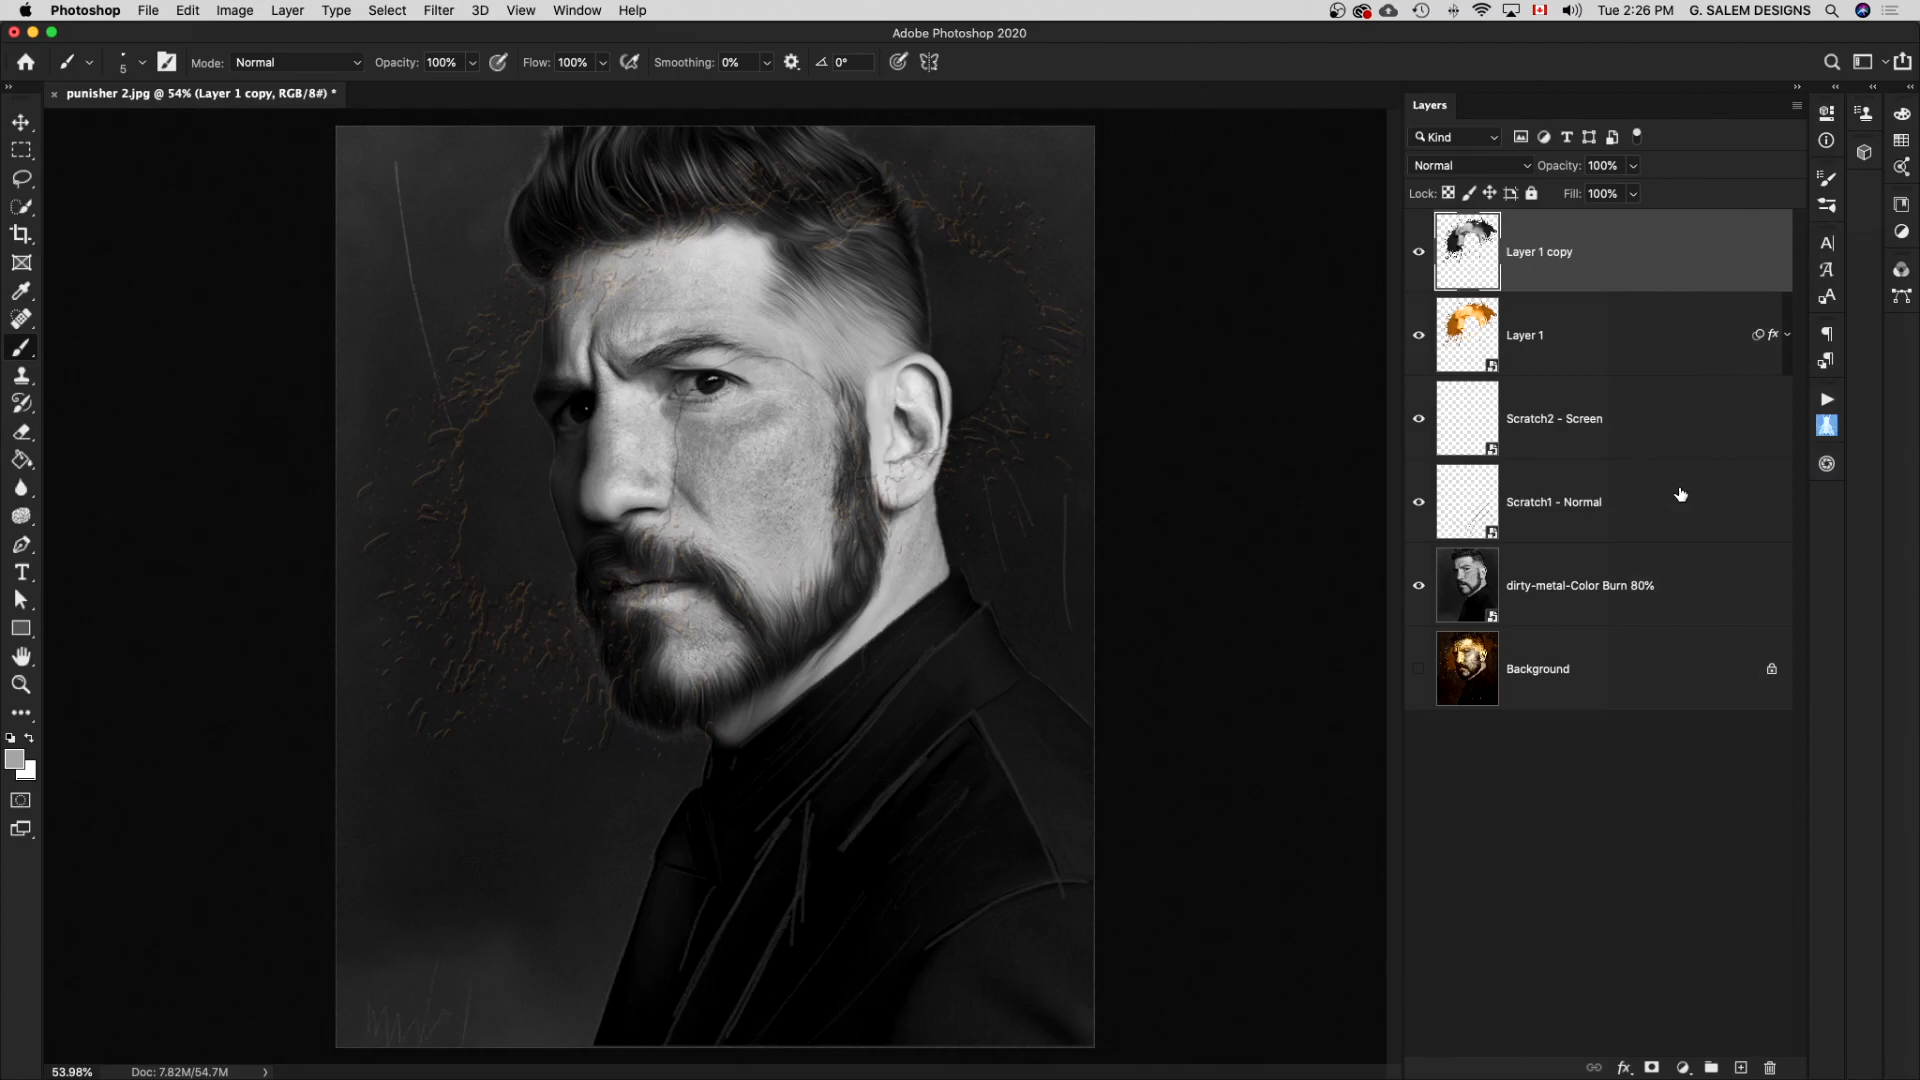 Photoshop File Edit Image Layer Type Select Filter 3D View Window Help Tue 2:26 PM G. SALEM DESIGNS
Adobe Photoshop 2020
5 Mode: Normal Opacity: 100% Flow: 100% Smoothing: 0% 0°
punisher 2.jpg @ 54% (Layer 1 copy, RGB/8#) *
Layers
Kind
Normal Opacity: 100%
Lock: Fill: 100%
Layer 1 copy
Layer 1 fx
Scratch2 - Screen
Scratch1 - Normal
dirty-metal-Color Burn 80%
Background
53.98% Doc: 7.82M/54.7M
fx